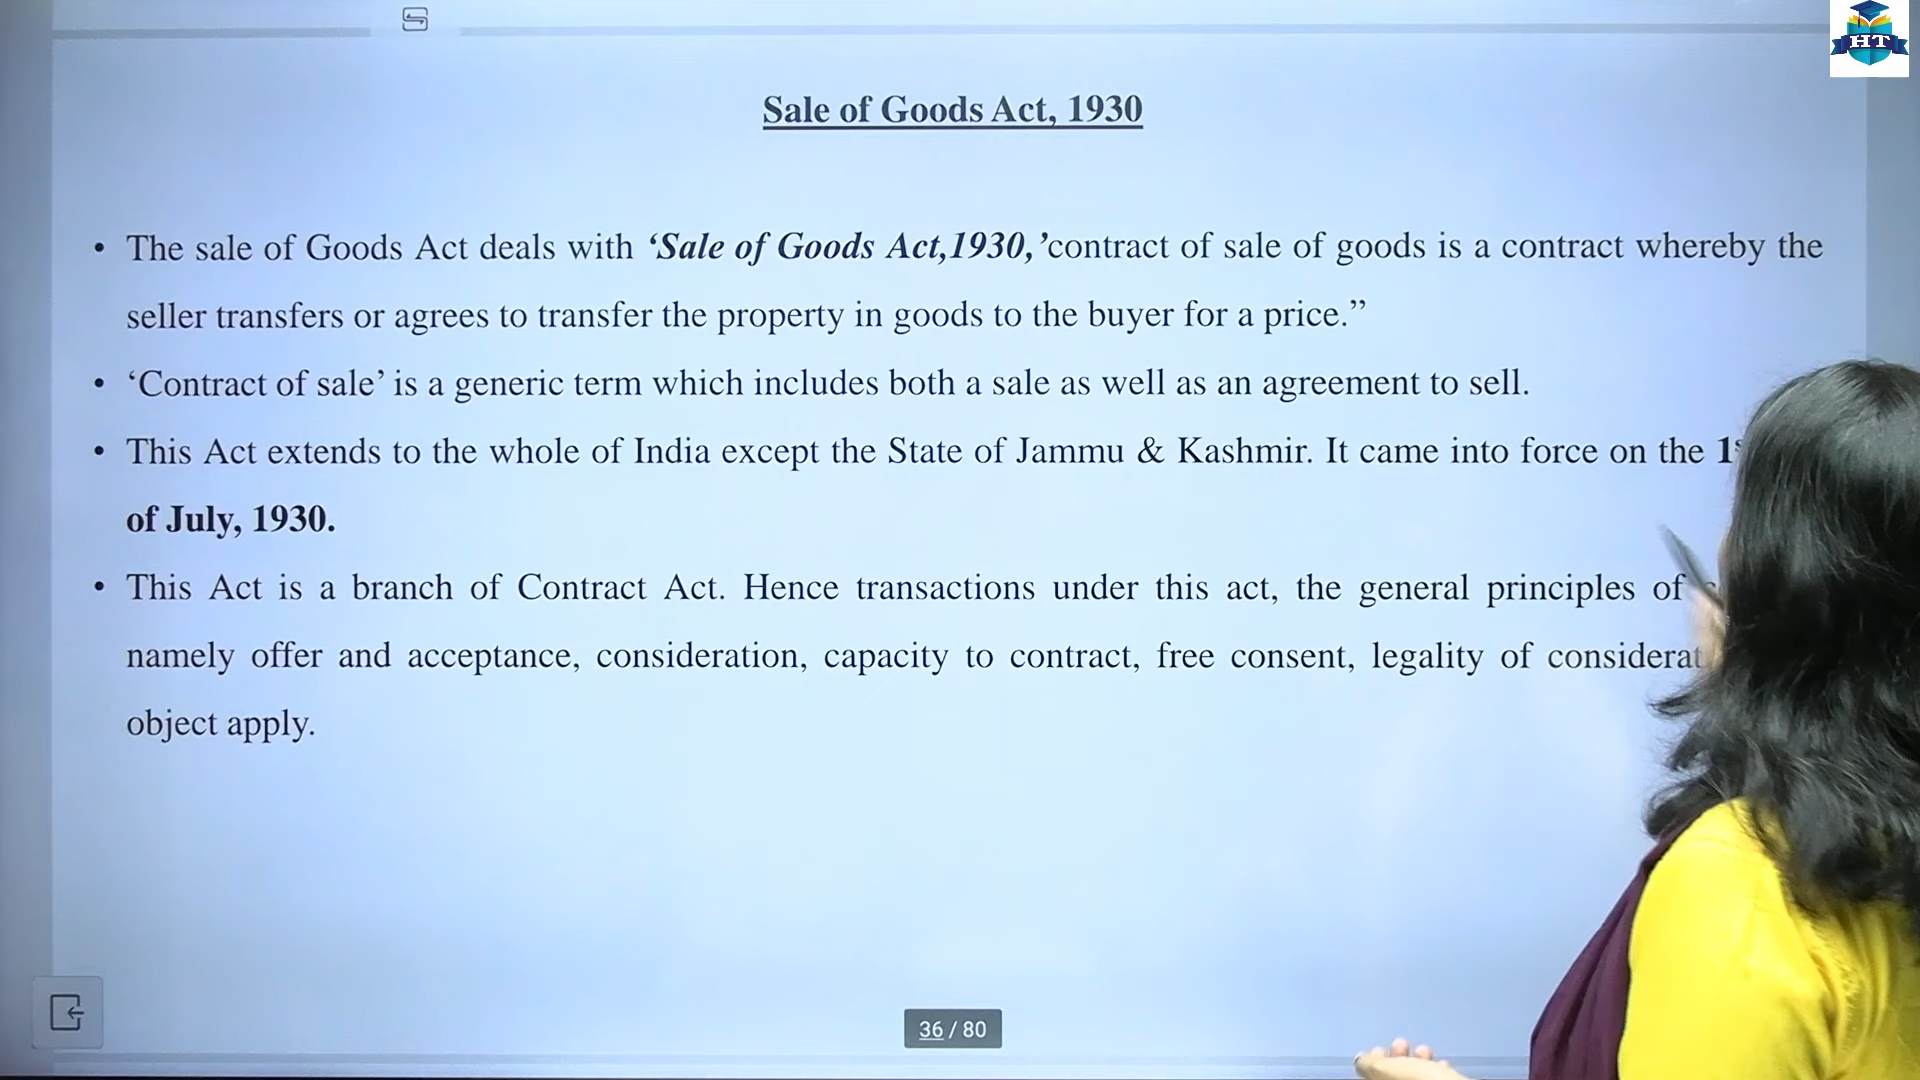 HT
Sale of Goods Act, 1930
• The sale of Goods Act deals with ‘Sale of Goods Act,1930,’contract of sale of goods is a contract whereby the
seller transfers or agrees to transfer the property in goods to the buyer for a price.”
• ‘Contract of sale’ is a generic term which includes both a sale as well as an agreement to sell.
• This Act extends to the whole of India except the State of Jammu & Kashmir. It came into force on the
of July, 1930.
• This Act is a branch of Contract Act. Hence transactions under this act, the general principles of
namely offer and acceptance, consideration, capacity to contract, free consent, legality of
object apply.
36 / 80